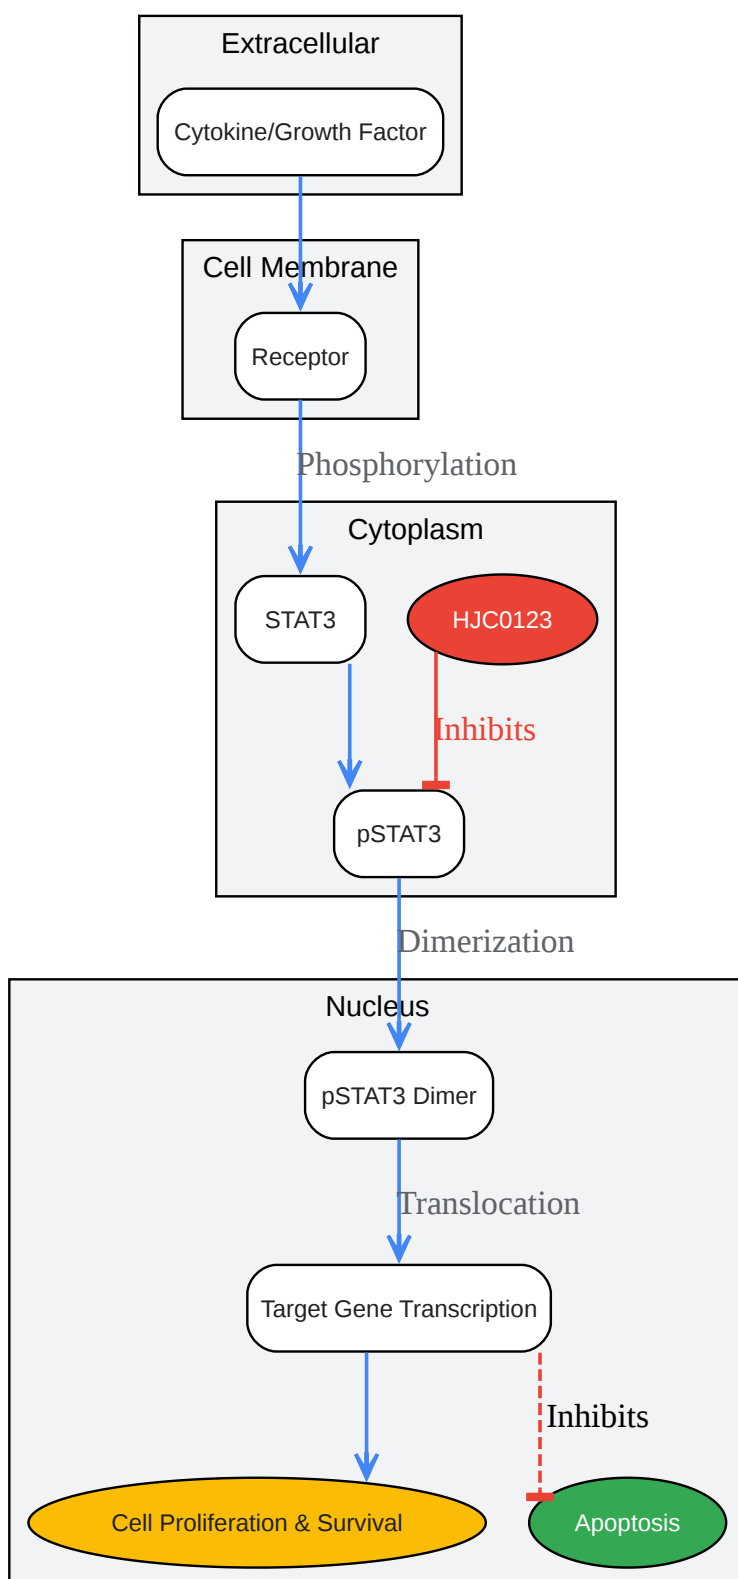 Extracellular
Cytokine/Growth Factor
Cell Membrane
Receptor
Phosphorylation
Cytoplasm
STAT3
HJC0123
Inhibits
pSTAT3
Dimerization
Nucleus
pSTAT3 Dimer
Translocation
Target Gene Transcription
Inhibits
Cell Proliferation & Survival
Apoptosis